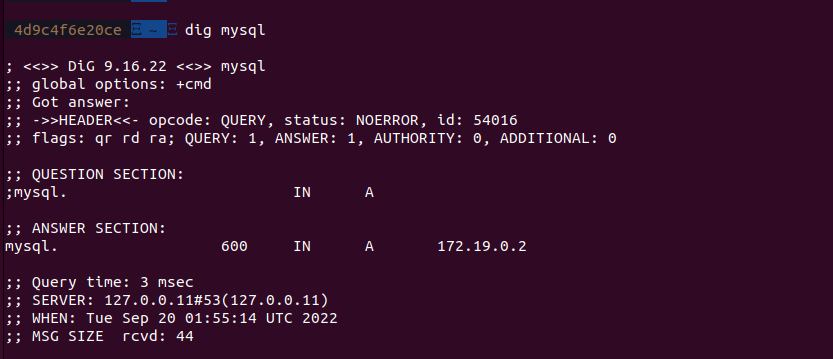 4d9c4f6e20ce ~ dig mysql
; <<>> DiG 9.16.22 <<>> mysql
;; global options: +cmd
;; Got answer:
;; ->>HEADER<<- opcode: QUERY, status: NOERROR, id: 54016
;; flags: qr rd ra; QUERY: 1, ANSWER: 1, AUTHORITY: 0, ADDITIONAL: 0
;; QUESTION SECTION:
;mysql. IN A
;; ANSWER SECTION:
mysql. 600 IN A 172.19.0.2
;; Query time: 3 msec
;; SERVER: 127.0.0.11#53(127.0.0.11)
;; WHEN: Tue Sep 20 01:55:14 UTC 2022
;; MSG SIZE rcvd: 44